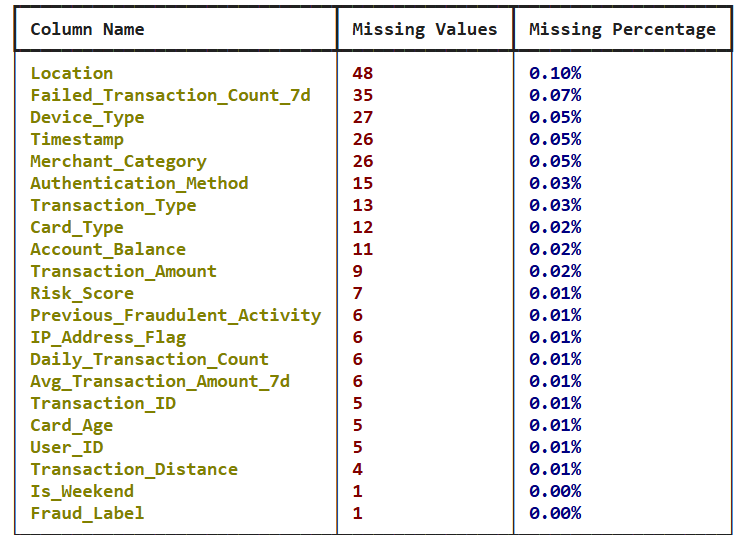 Column Name Missing Values Missing Percentage
Location 48 0.10%
Failed_Transaction_Count_7d 35 0.07%
Device_Type 27 0.05%
Timestamp 26 0.05%
Merchant_Category 26 0.05%
Authentication_Method 15 0.03%
Transaction_Type 13 0.03%
Card_Type 12 0.02%
Account_Balance 11 0.02%
Transaction_Amount 9 0.02%
Risk_Score 7 0.01%
Previous_Fraudulent_Activity 6 0.01%
IP_Address_Flag 6 0.01%
Daily_Transaction_Count 6 0.01%
Avg_Transaction_Amount_7d 6 0.01%
Transaction_ID 5 0.01%
Card_Age 5 0.01%
User_ID 5 0.01%
Transaction_Distance 4 0.01%
Is_Weekend 1 0.00%
Fraud_Label 1 0.00%